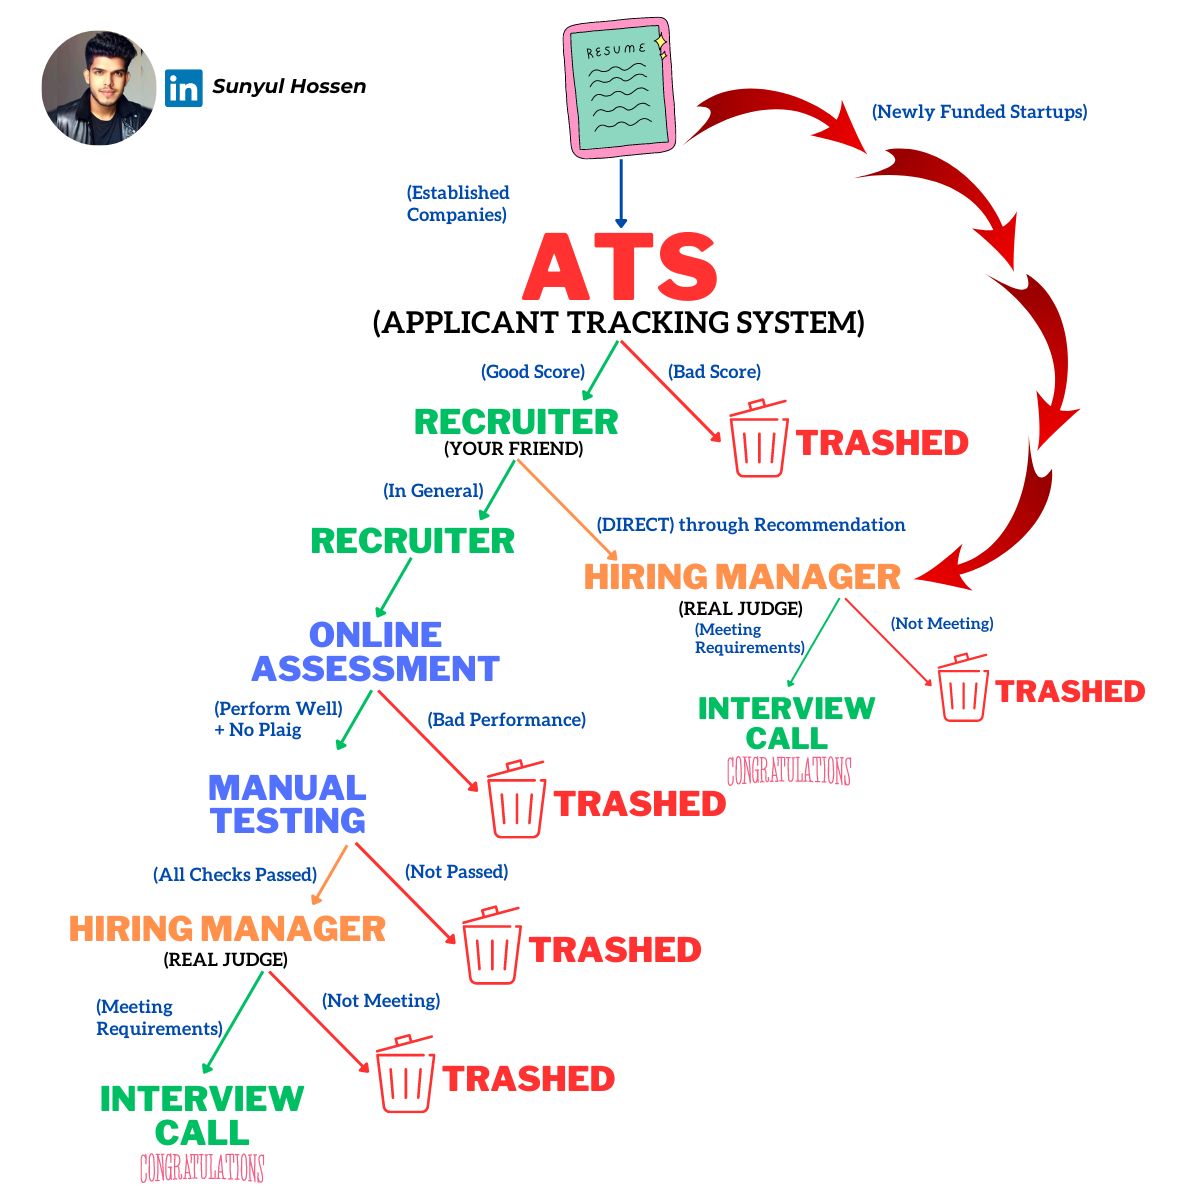 in Sunyul Hossen
RESUME
(Newly Funded Startups)
(Established
Companies)
ATS
(APPLICANT TRACKING SYSTEM)
(Good Score)
(Bad Score)
RECRUITER
(YOUR FRIEND)
TRASHED
(In General)
(DIRECT) through Recommendation
RECRUITER
HIRING MANAGER
(REAL JUDGE)
(Meeting
Requirements)
(Not Meeting)
ONLINE
ASSESSMENT
TRASHED
INTERVIEW
CALL
CONGRATULATIONS
(Perform Well)
+ No Plaig
(Bad Performance)
MANUAL
TESTING
TRASHED
(All Checks Passed)
(Not Passed)
HIRING MANAGER
(REAL JUDGE)
TRASHED
(Meeting
Requirements)
(Not Meeting)
TRASHED
INTERVIEW
CALL
CONGRATULATIONS